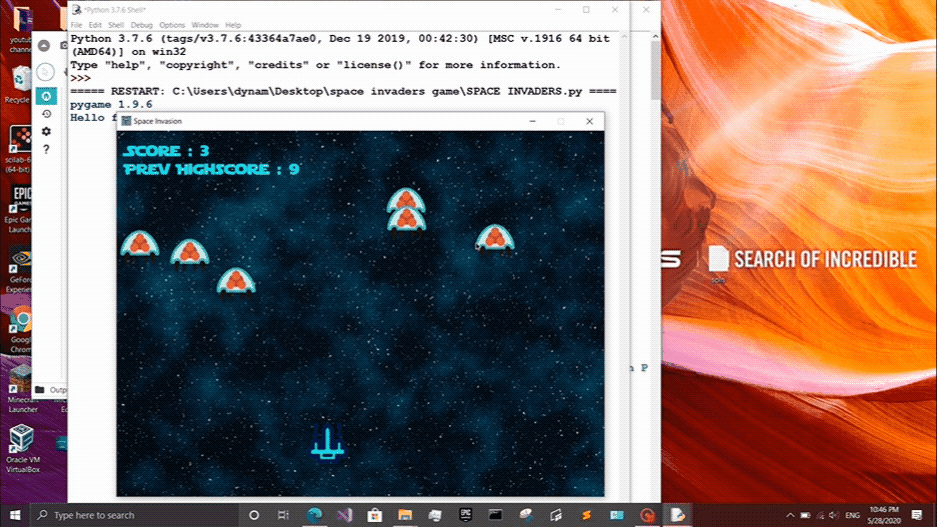 *Python 3.7.6 Shell*
File Edit Shell Debug Options Window Help
Python 3.7.6 (tags/v3.7.6:43364a7ae0, Dec 19 2019, 00:42:30) [MSC v.1916 64 bit
(AMD64)] on win32
Type "help", "copyright", "credits" or "license()" for more information.
>>>
===== RESTART: C:\Users\dynam\Desktop\space invaders game\SPACE INVADERS.py ====
pygame 1.9.6
Hello f
Space Invasion
SCORE : 3
PREV HIGHSCORE : 9
SEARCH OF INCREDIBLE
n P
youtu
channe
Recycle
scilab-6
(64-bit)
Epic Gam
Launcher
GeForc
Experien
Googl
Chrom
Minecraf
Launcher
Oracle VM
VirtualBox
Outp
Type here to search
ENG
10:46 PM
5/28/2020